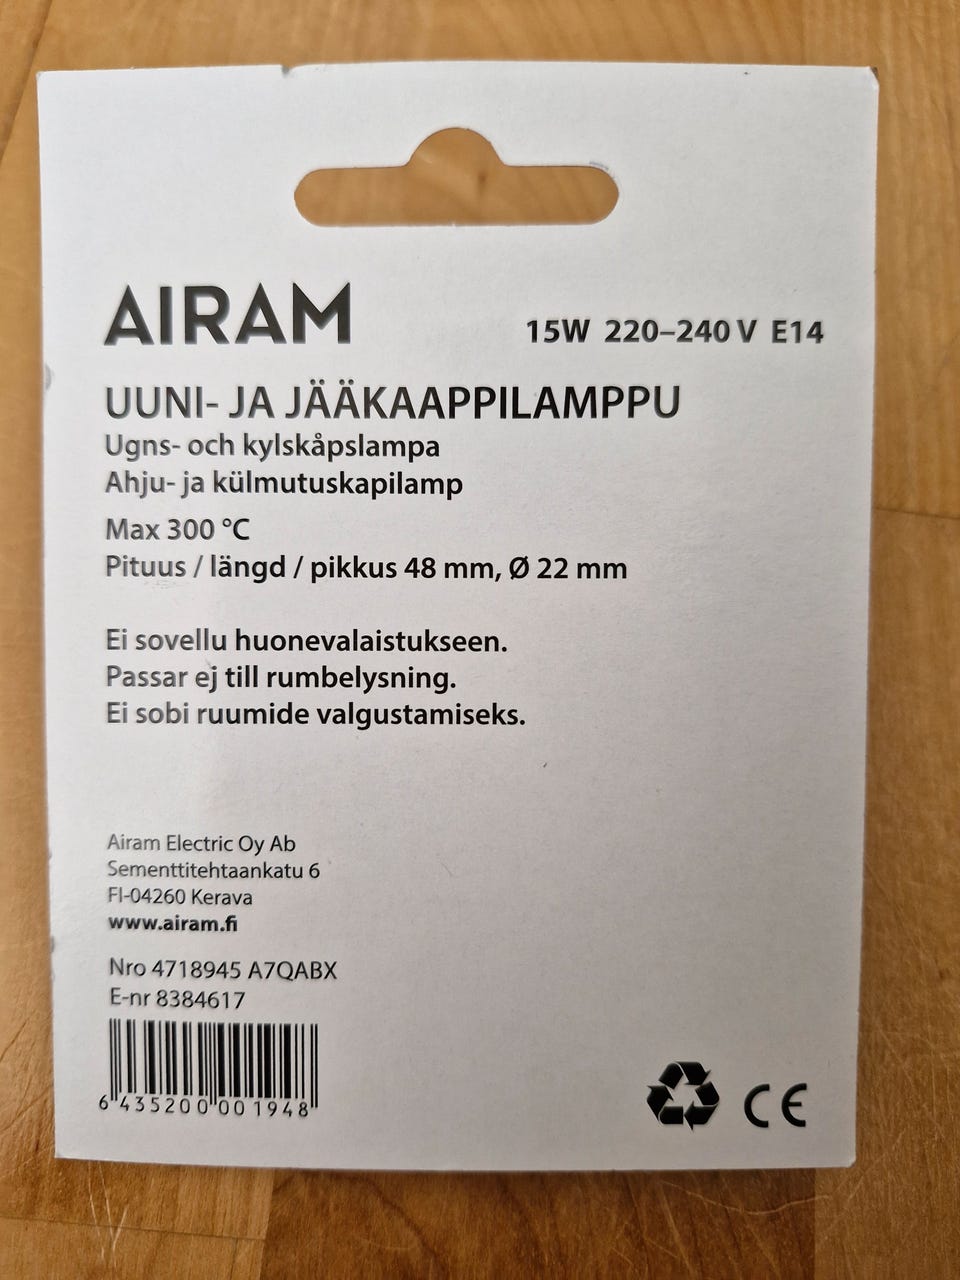 AIRAM
15W 220–240 V E14
UUNI- JA JÄÄKAAPPILAMPPU
Ugns- och kylskåpslampa
Ahju- ja külmutuskapilamp
Max 300 °C
Pituus / längd / pikkus 48 mm, Ø 22 mm
Ei sovellu huonevalaistukseen.
Passar ej till rumbelysning.
Ei sobi ruumide valgustamiseks.
Airam Electric Oy Ab
Sementtitehtaankatu 6
FI-04260 Kerava
www.airam.fi
Nro 4718945 A7QABX
E-nr 8384617
6 435200 001948
CE